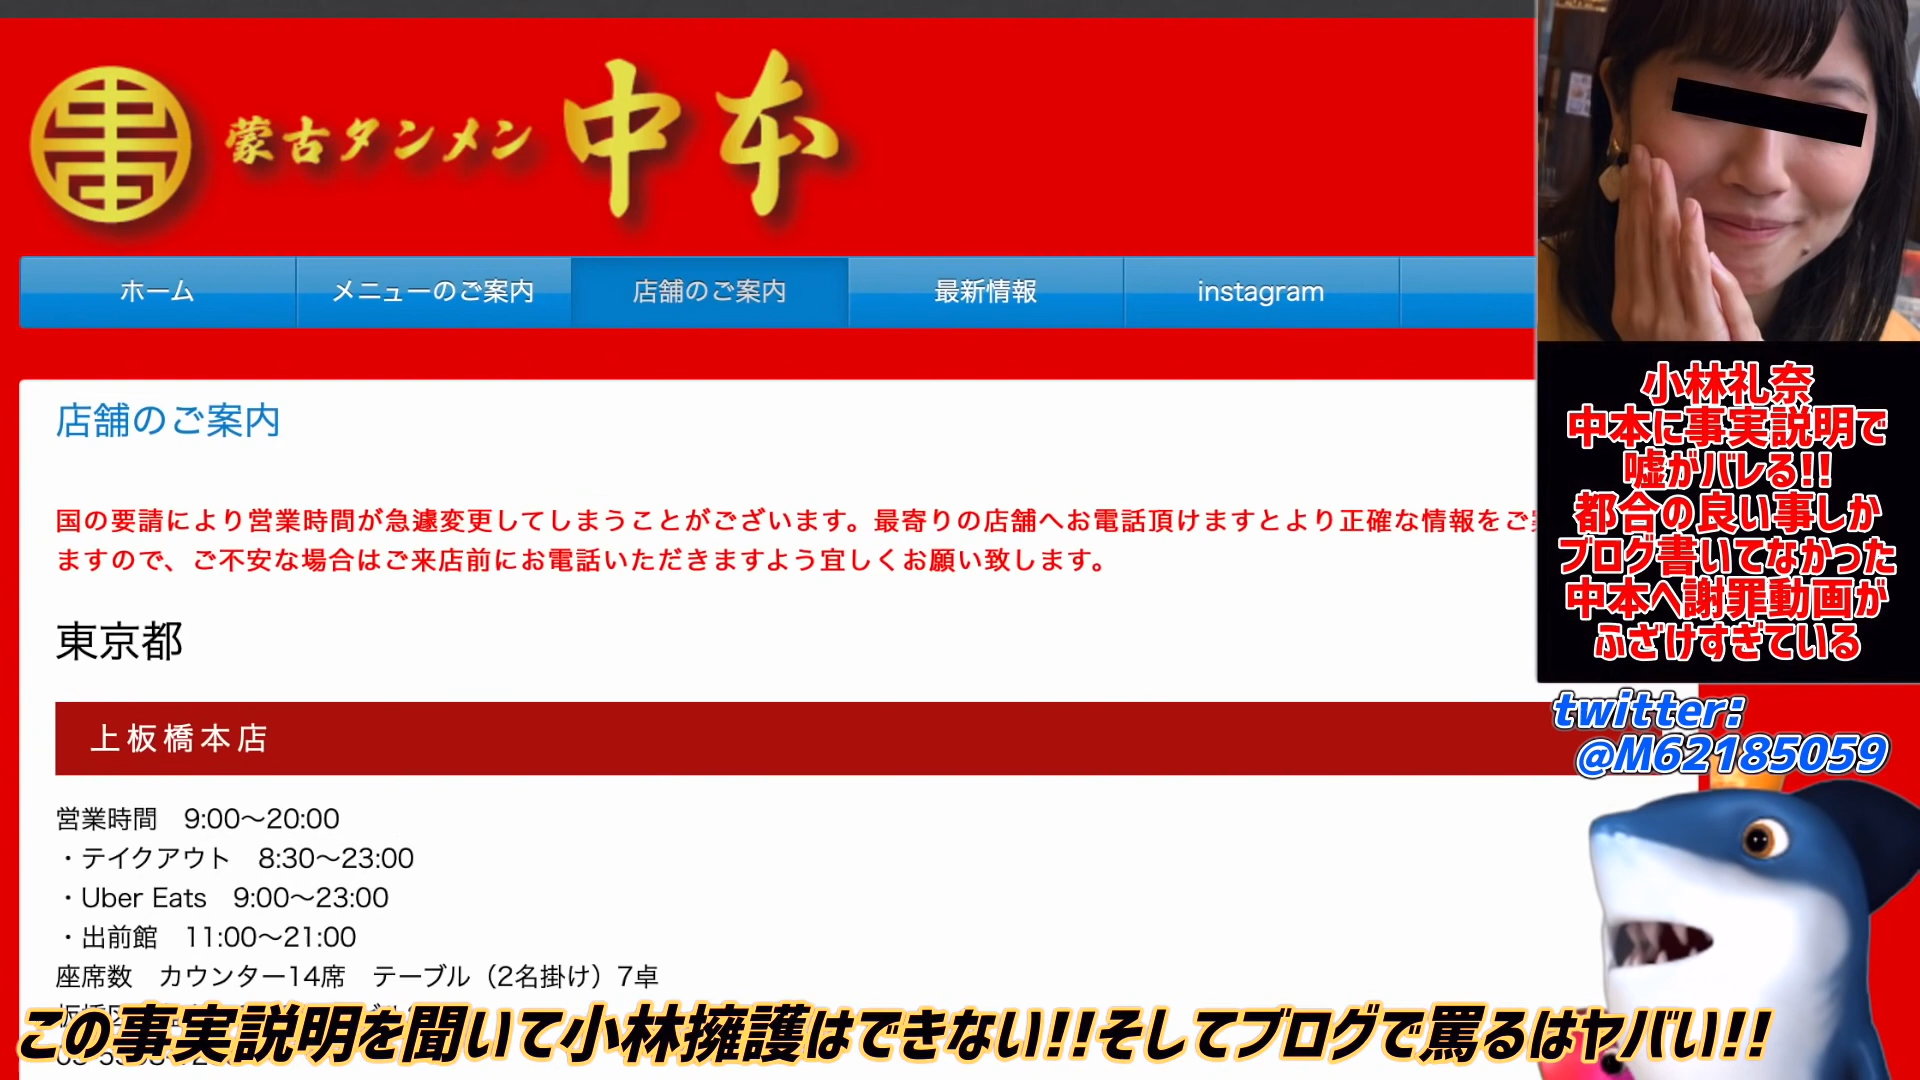 蒙古タンメン 中本
ホーム
メニューのご案内
店舗のご案内
最新情報
instagram
店舗のご案内
国の要請により営業時間が急遽変更してしまうことがございます。最寄りの店舗へお電話頂けますとより正確な情報をご
ますので、ご不安な場合はご来店前にお電話いただきますよう宜しくお願い致します。
東京都
上板橋本店
営業時間 9:00〜20:00
・テイクアウト 8:30〜23:00
・Uber Eats 9:00〜23:00
・出前館 11:00〜21:00
座席数 カウンター14席 テーブル（2名掛け）7卓
小林礼奈
中本に事実説明で
嘘がバレる!!
都合の良い事しか
ブログ書いてなかった
中本へ謝罪動画が
ふざけすぎている
twitter:
@M62185059
この事実説明を聞いて小林擁護はできない!!そしてブログで罵るはヤバい!!